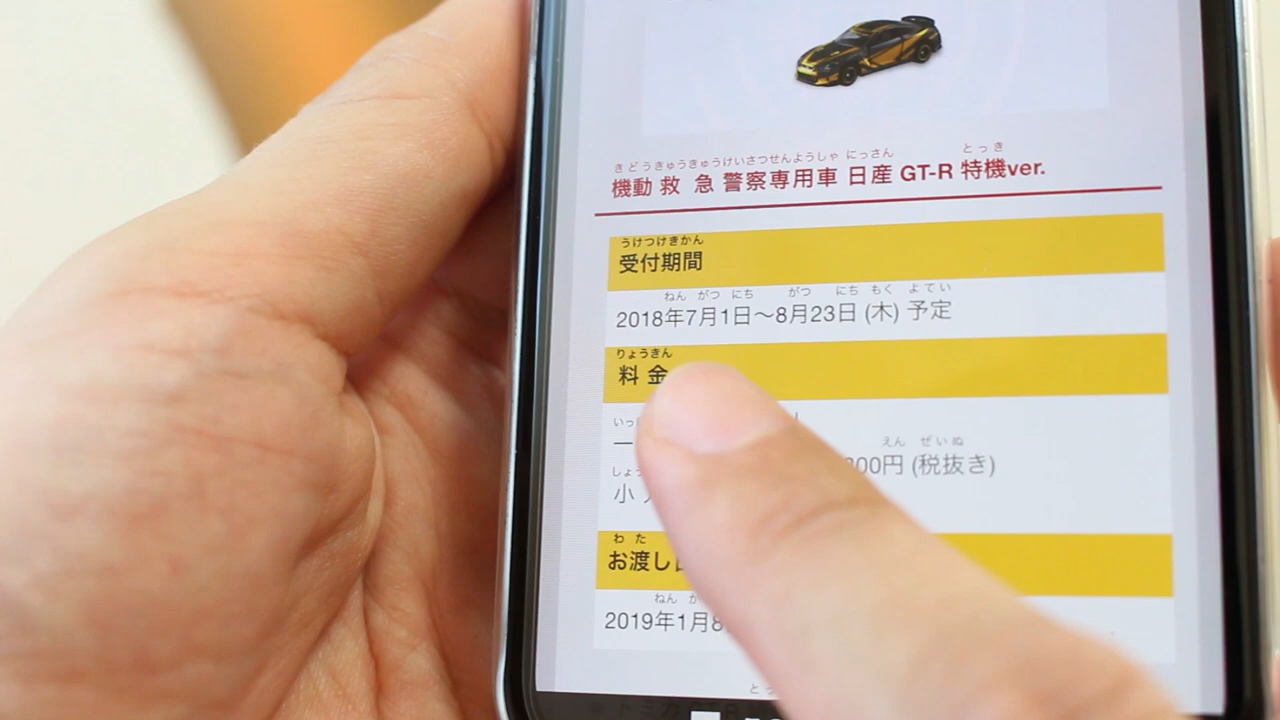 きどうきゅうきゅうけいさつせんようしゃ にっさん とっき
機動 救 急 警察専用車 日産 GT-R 特機ver.
うけつけきかん
受付期間
ねん がつ にち がつ にち もく よてい
2018年7月1日〜8月23日 (木) 予定
りょうきん
料 金
えん ぜいぬ
00円 (税抜き)
小
わた
お渡し
ねん
2019年1月8